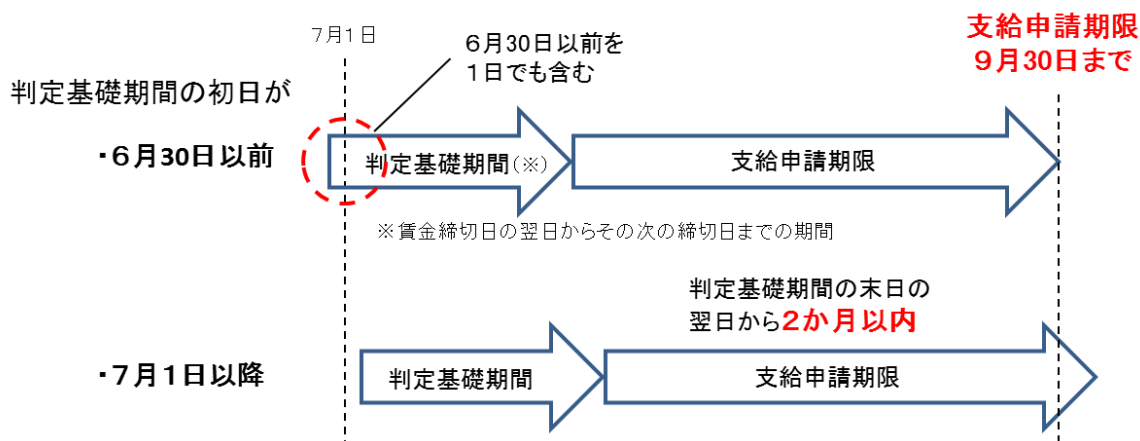 7月1日
6月30日以前を
1日でも含む
支給申請期限
9月30日まで
判定基礎期間の初日が
・6月30日以前
判定基礎期間(※)
支給申請期限
※賃金締切日の翌日からその次の締切日までの期間
判定基礎期間の末日の
翌日から2か月以内
・7月1日以降
判定基礎期間
支給申請期限